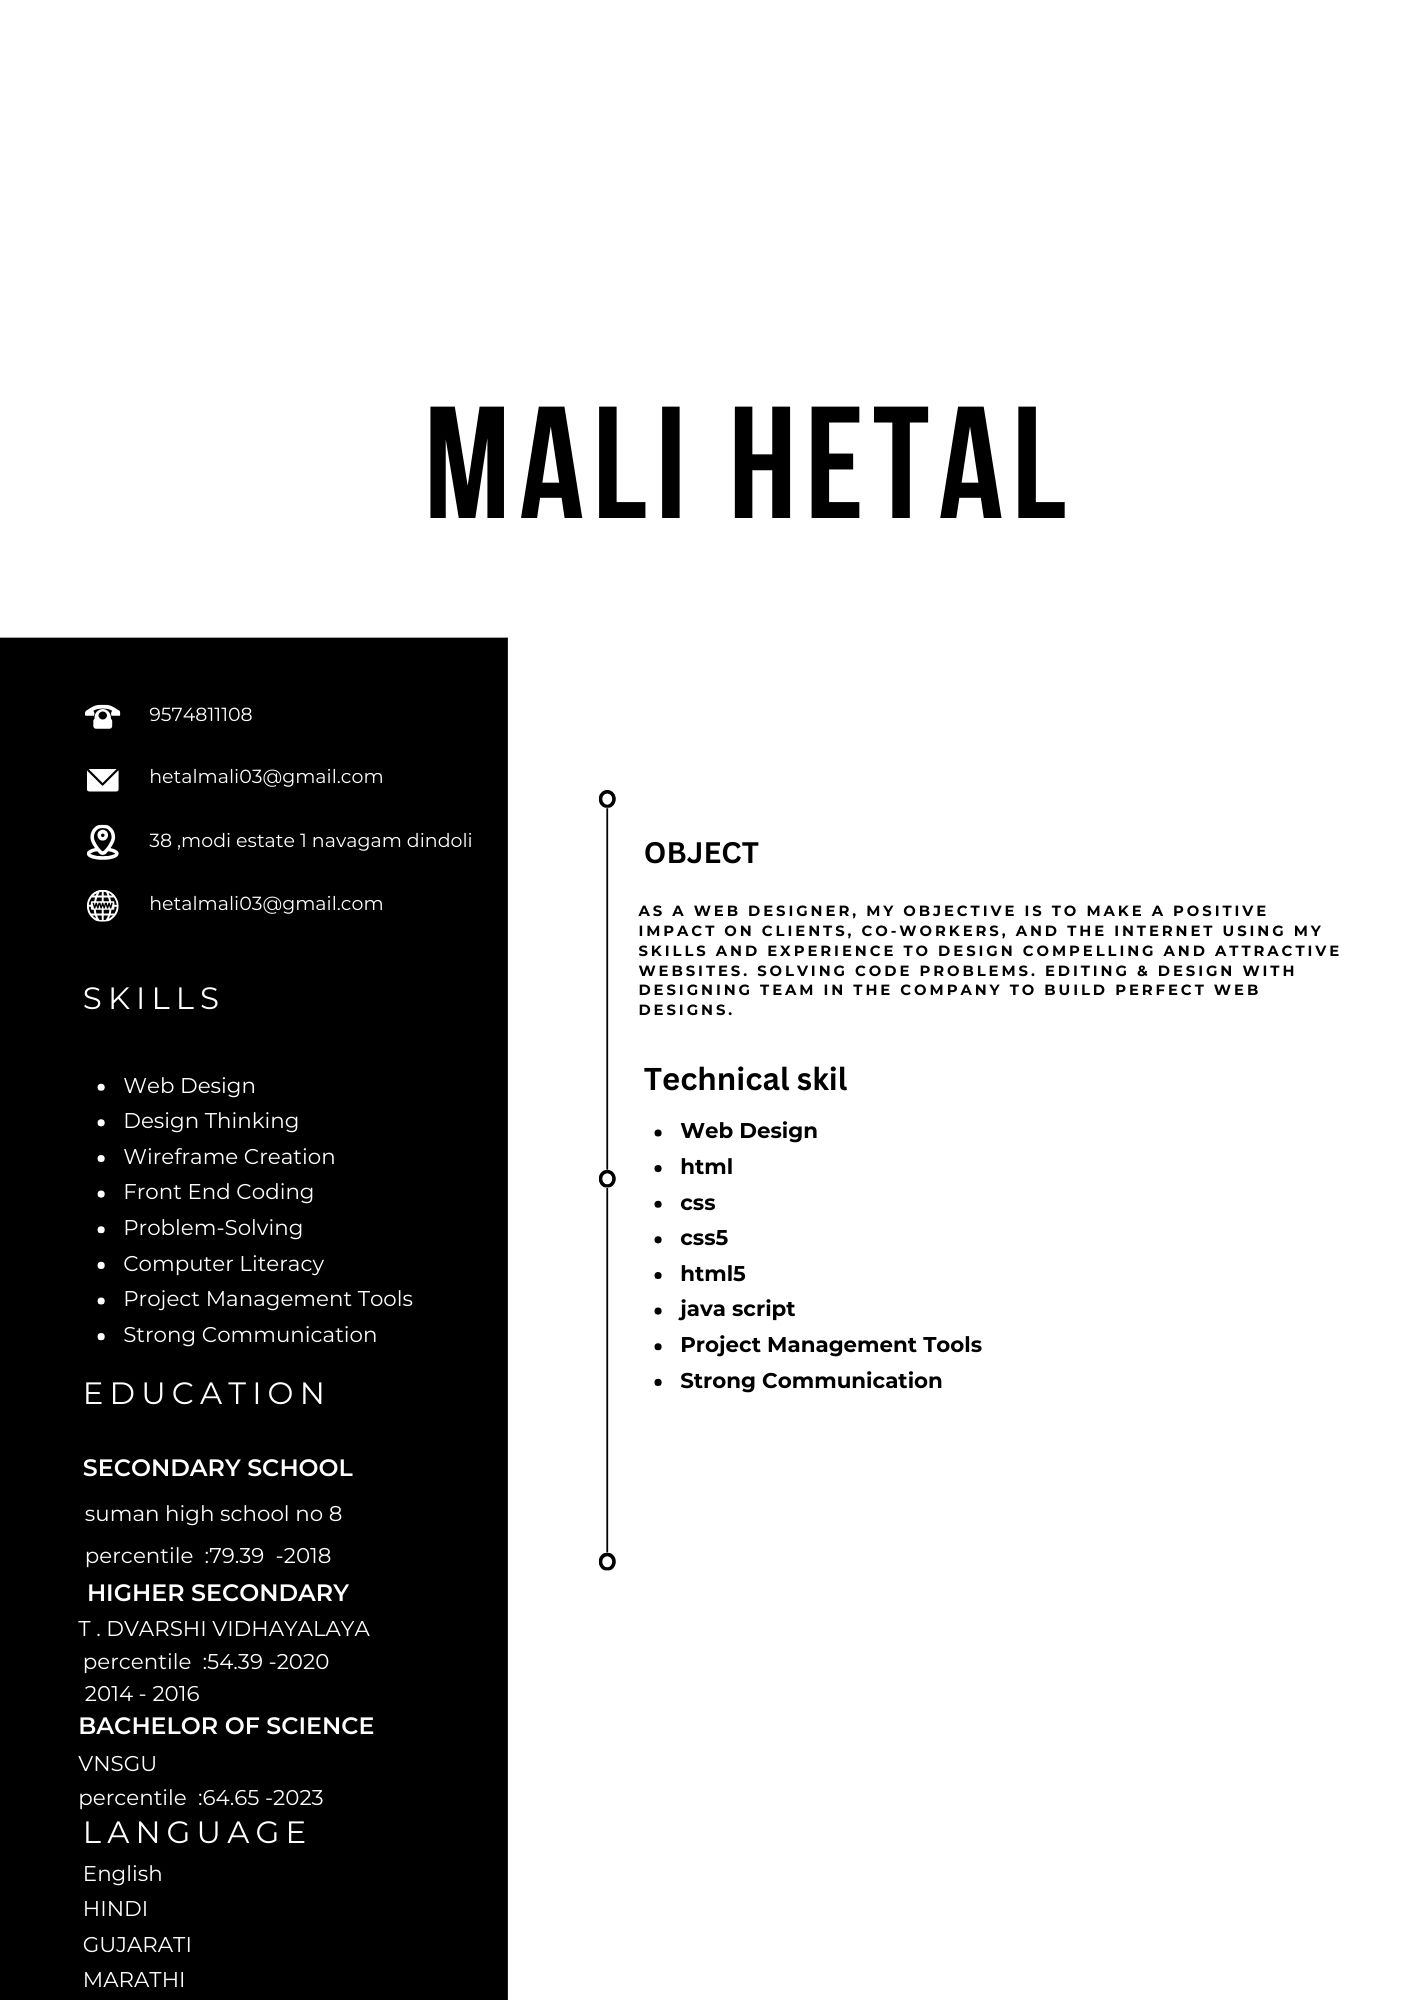 MALI HETAL
9574811108
hetalmali03@gmail.com
38 ,modi estate 1 navagam dindoli
www
hetalmali03@gmail.com
SKILLS
• Web Design
• Design Thinking
• Wireframe Creation
• Front End Coding
• Problem-Solving
• Computer Literacy
• Project Management Tools
• Strong Communication
EDUCATION
SECONDARY SCHOOL
suman high school no 8
percentile :79.39 -2018
HIGHER SECONDARY
T . DVARSHI VIDHAYALAYA
percentile :54.39 -2020
2014 - 2016
BACHELOR OF SCIENCE
VNSGU
percentile :64.65 -2023
LANGUAGE
English
HINDI
GUJARATI
MARATHI
OBJECT
AS A WEB DESIGNER, MY OBJECTIVE IS TO MAKE A POSITIVE
IMPACT ON CLIENTS, CO-WORKERS, AND THE INTERNET USING MY
SKILLS AND EXPERIENCE TO DESIGN COMPELLING AND ATTRACTIVE
WEBSITES. SOLVING CODE PROBLEMS. EDITING & DESIGN WITH
DESIGNING TEAM IN THE COMPANY TO BUILD PERFECT WEB
DESIGNS.
Technical skil
• Web Design
• html
• css
• css5
• html5
• java script
• Project Management Tools
• Strong Communication